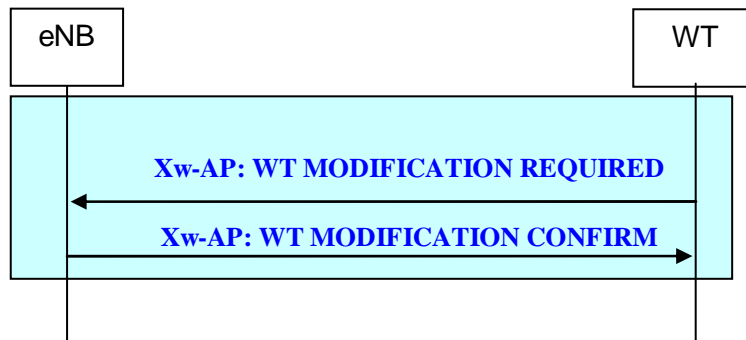 eNB
WT
Xw-AP: WT MODIFICATION REQUIRED
Xw-AP: WT MODIFICATION CONFIRM